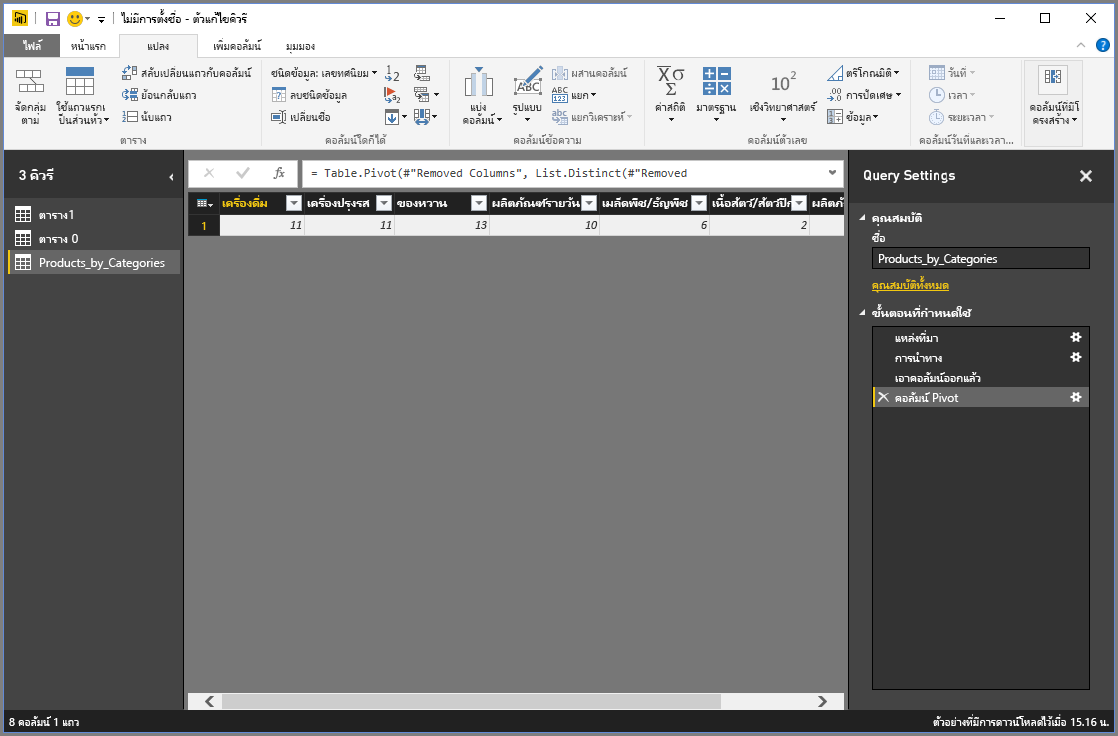 ไม่มีการตั้งชื่อ - ตัวแก้ไขคิวรี
ไฟล์ หน้าแรก แปลง เพิ่มคอลัมน์ มุมมอง
จัดกลุ่มตาม
ใช้แถวแรกเป็นส่วนหัว
สลับเปลี่ยนแถวกับคอลัมน์
ย้อนกลับแถว
นับแถว
ตาราง
ชนิดข้อมูล: เลขทศนิยม
ลบชนิดข้อมูล
เปลี่ยนชื่อ
คอลัมน์ใดก็ได้
แบ่งคอลัมน์
รูปแบบ
ผสานคอลัมน์
แยก
แยกวิเคราะห์
คอลัมน์ข้อความ
ค่าสถิติ
มาตรฐาน
เชิงวิทยาศาสตร์
ตรีโกณมิติ
การปัดเศษ
ข้อมูล
คอลัมน์ตัวเลข
วันที่
เวลา
ระยะเวลา
คอลัมน์วันที่และเวลา...
คอลัมน์ที่มีโครงสร้าง
3 คิวรี
ตาราง1
ตาราง 0
Products_by_Categories
= Table.Pivot(#"Removed Columns", List.Distinct(#"Removed
เครื่องดื่ม เครื่องปรุงรส ของหวาน ผลิตภัณฑ์รายวัน เมล็ดพืช/ธัญพืช เนื้อสัตว์/สัตว์ปีก
1 11 11 13 10 6 2
Query Settings
คุณสมบัติ
ชื่อ
Products_by_Categories
คุณสมบัติทั้งหมด
ขั้นตอนที่กำหนดใช้
แหล่งที่มา
การนำทาง
เอาคอลัมน์ออกแล้ว
คอลัมน์ Pivot
8 คอลัมน์ 1 แถว
ตัวอย่างที่มีการดาวน์โหลดไว้เมื่อ 15.16 น.